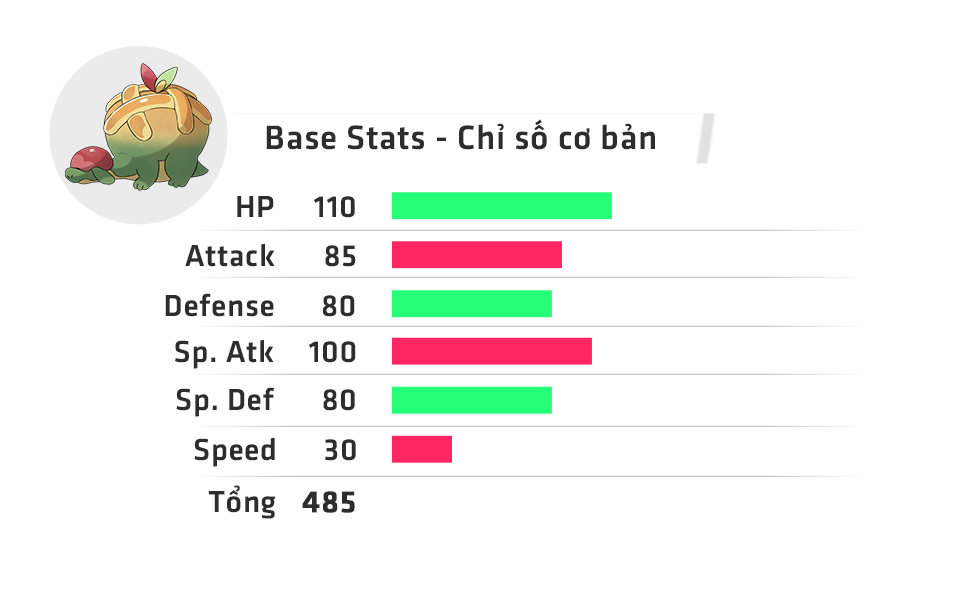 Base Stats - Chỉ số cơ bản
HP 110
Attack 85
Defense 80
Sp. Atk 100
Sp. Def 80
Speed 30
Tổng 485